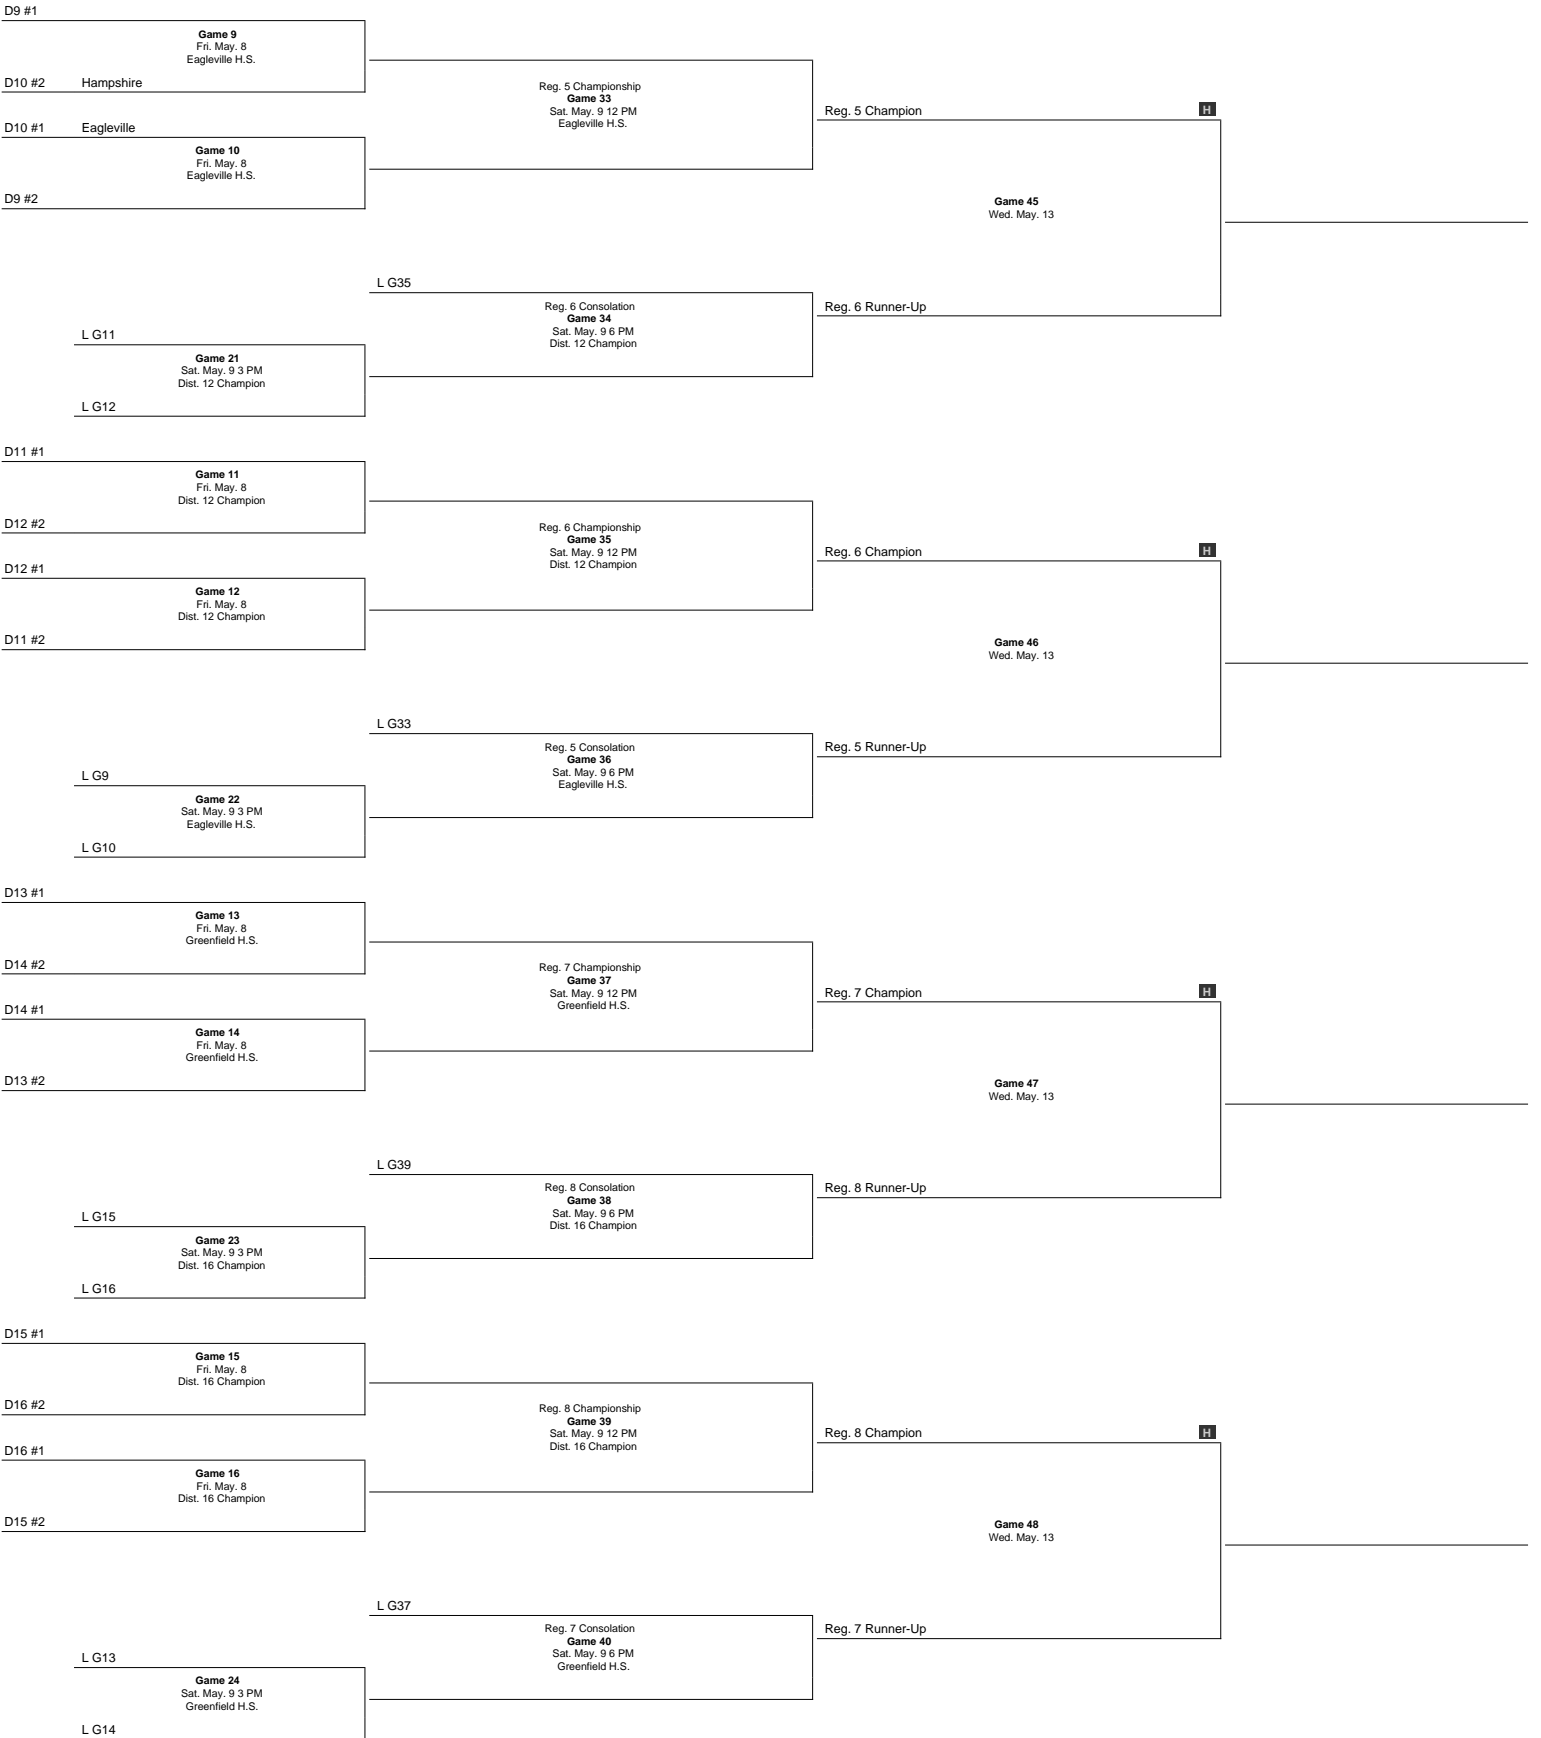 D9 #1
Game 9
Fri. May. 8
Eagleville H.S.
D10 #2 Hampshire
Reg. 5 Championship
Game 33
Sat. May. 9 12 PM
Eagleville H.S.
Reg. 5 Champion H
D10 #1 Eagleville
Game 10
Fri. May. 8
Eagleville H.S.
D9 #2
Game 45
Wed. May. 13
L G35
Reg. 6 Consolation
Game 34
Sat. May. 9 6 PM
Dist. 12 Champion
Reg. 6 Runner-Up
L G11
Game 21
Sat. May. 9 3 PM
Dist. 12 Champion
L G12
D11 #1
Game 11
Fri. May. 8
Dist. 12 Champion
D12 #2
Reg. 6 Championship
Game 35
Sat. May. 9 12 PM
Dist. 12 Champion
Reg. 6 Champion H
D12 #1
Game 12
Fri. May. 8
Dist. 12 Champion
D11 #2
Game 46
Wed. May. 13
L G33
Reg. 5 Consolation
Game 36
Sat. May. 9 6 PM
Eagleville H.S.
Reg. 5 Runner-Up
L G9
Game 22
Sat. May. 9 3 PM
Eagleville H.S.
L G10
D13 #1
Game 13
Fri. May. 8
Greenfield H.S.
D14 #2
Reg. 7 Championship
Game 37
Sat. May. 9 12 PM
Greenfield H.S.
Reg. 7 Champion H
D14 #1
Game 14
Fri. May. 8
Greenfield H.S.
D13 #2
Game 47
Wed. May. 13
L G39
Reg. 8 Consolation
Game 38
Sat. May. 9 6 PM
Dist. 16 Champion
Reg. 8 Runner-Up
L G15
Game 23
Sat. May. 9 3 PM
Dist. 16 Champion
L G16
D15 #1
Game 15
Fri. May. 8
Dist. 16 Champion
D16 #2
Reg. 8 Championship
Game 39
Sat. May. 9 12 PM
Dist. 16 Champion
Reg. 8 Champion H
D16 #1
Game 16
Fri. May. 8
Dist. 16 Champion
D15 #2
Game 48
Wed. May. 13
L G37
Reg. 7 Consolation
Game 40
Sat. May. 9 6 PM
Greenfield H.S.
Reg. 7 Runner-Up
L G13
Game 24
Sat. May. 9 3 PM
Greenfield H.S.
L G14